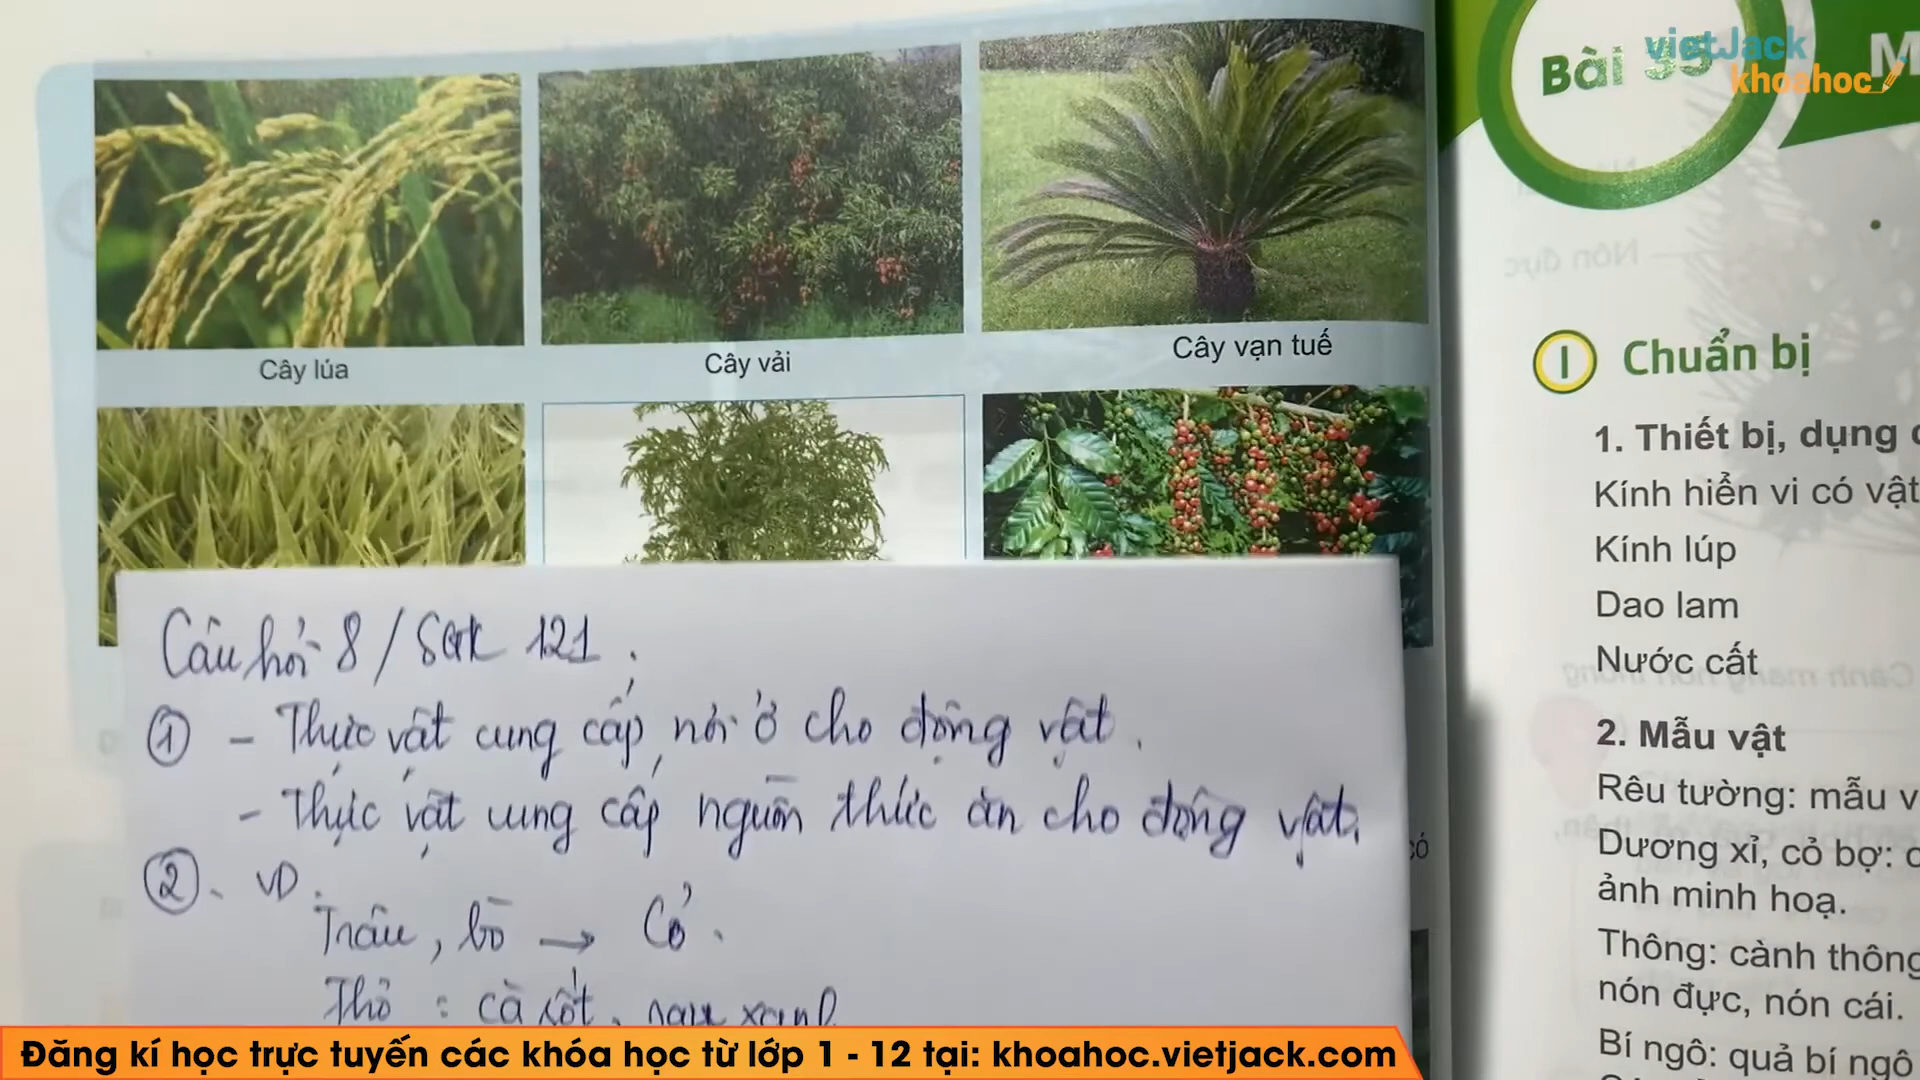 vietJack
khoahoc
Bài 35
M
Cây lúa
Cây vải
Cây vạn tuế
I Chuẩn bị
1. Thiết bị, dụng c
Kính hiển vi có vật
Kính lúp
Dao lam
Nước cất
2. Mẫu vật
Rêu tường: mẫu v
Dương xỉ, cỏ bợ: c
ảnh minh hoạ.
Thông: cành thông
nón đực, nón cái.
Bí ngô: quả bí ngô
Câu hỏi 8 / SGK 121.
① - Thực vật cung cấp nơi ở cho động vật.
- Thực vật cung cấp nguồn thức ăn cho động vật.
②. VD.
Trâu, bò → Cỏ.
Thỏ : cà rốt, rau xanh
có
Đăng kí học trực tuyến các khóa học từ lớp 1 - 12 tại: khoahoc.vietjack.com